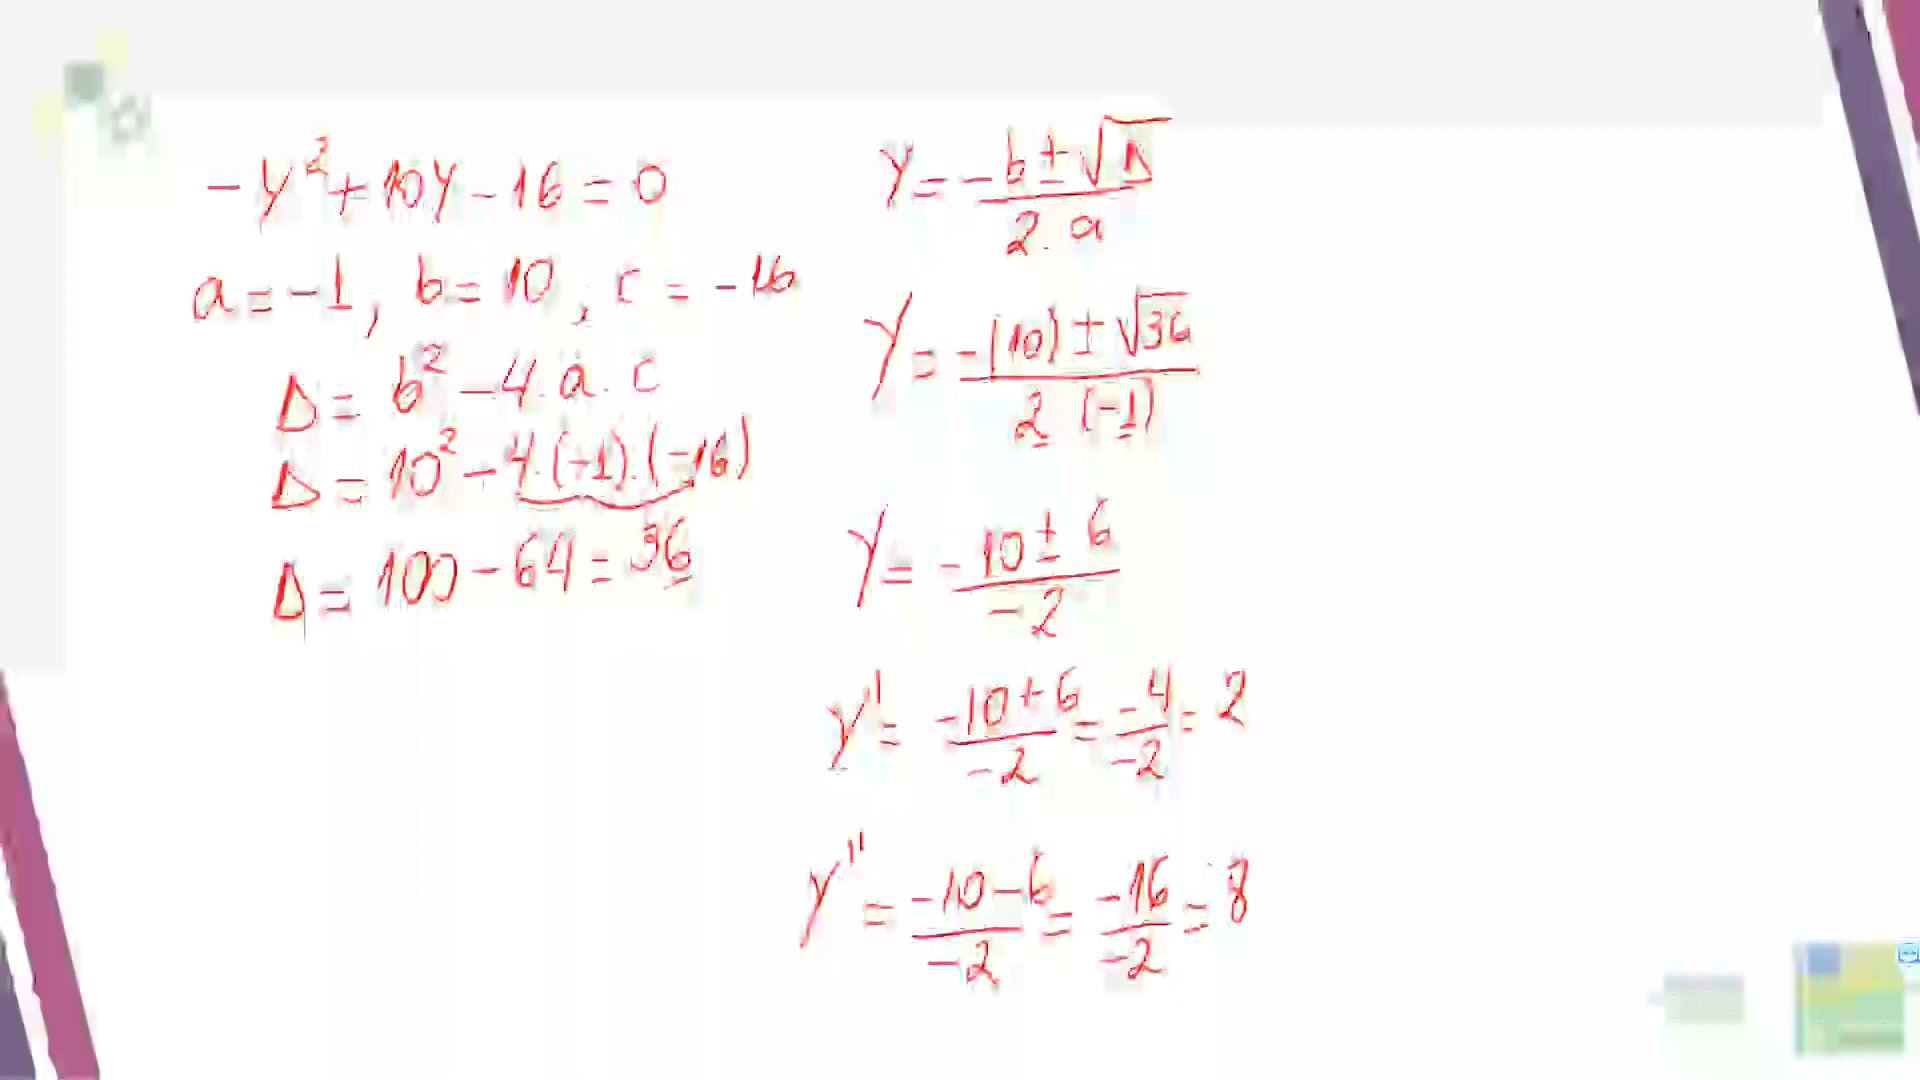 -y² + 10y - 16 = 0
a = -1, b = 10, c = -16
Δ = b² - 4.a.c
Δ = 10² - 4.(-1).(-16)
Δ = 100 - 64 = 36
y = -b ± √Δ / 2.a
y = -(10) ± √36 / 2 (-1)
y = -10 ± 6 / -2
y' = -10 + 6 / -2 = -4 / -2 = 2
y'' = -10 - 6 / -2 = -16 / -2 = 8